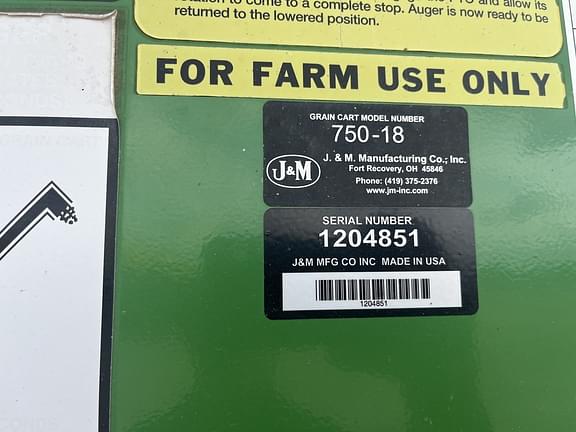 rotation to come to a complete stop. Auger is now ready to be
returned to the lowered position.
FOR FARM USE ONLY
GRAIN CART MODEL NUMBER
750-18
J&M
J. & M. Manufacturing Co., Inc.
Fort Recovery, OH 45846
Phone: (419) 375-2376
www.jm-inc.com
SERIAL NUMBER
1204851
J&M MFG CO INC MADE IN USA
1204851